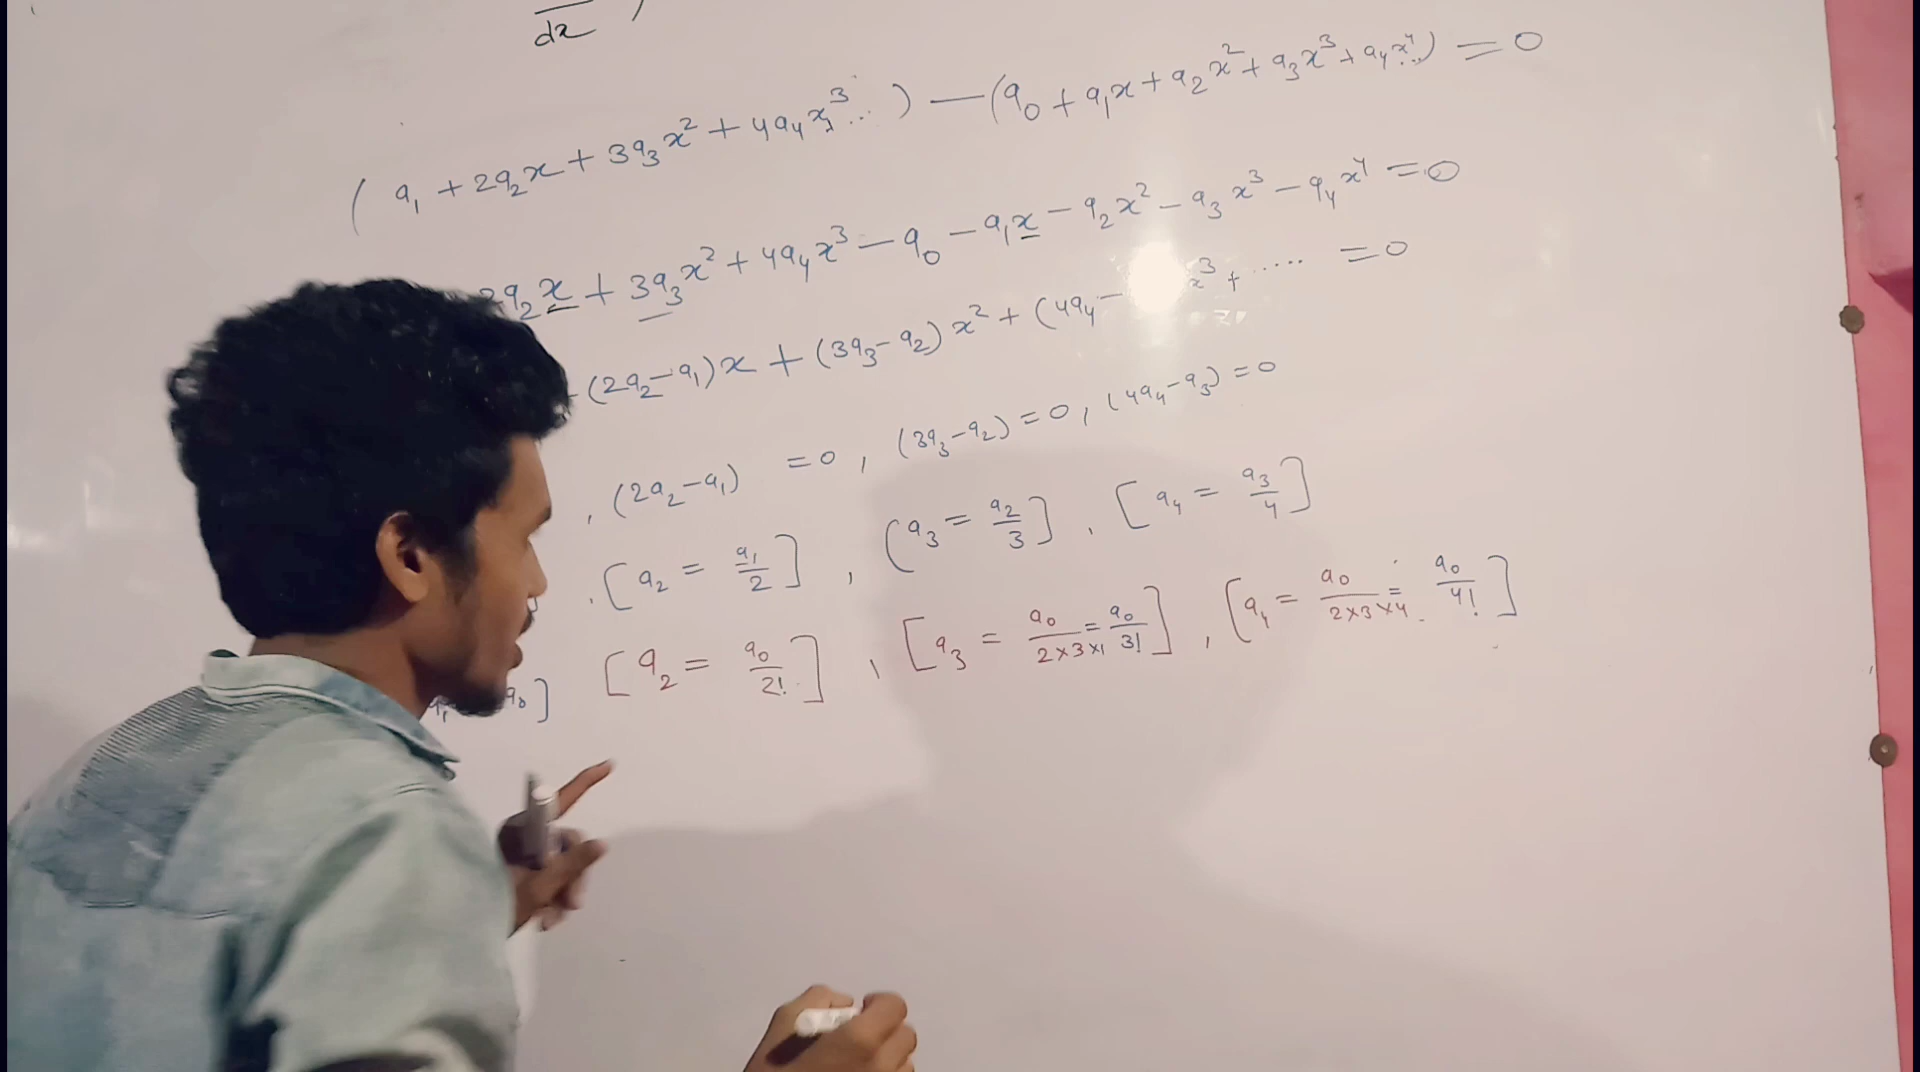 dx
( a₁ + 2a₂x + 3a₃x² + 4a₄x³ ... ) — (a₀ + a₁x + a₂x² + a₃x³ + a₄x⁴..) = 0
2a₂x + 3a₃x² + 4a₄x³ — a₀ — a₁x — a₂x² — a₃x³ — a₄x⁴ = 0
(2a₂—a₁)x + (3a₃—a₂)x² + (4a₄— x³ + ..... = 0
, (2a₂—a₁) = 0, (3a₃—a₂) = 0, (4a₄—a₃) = 0
. [a₂ = a₁/2], (a₃ = a₂/3], [a₄ = a₃/4]
a₁ a₀] [a₂ = a₀/2!], [a₃ = a₀/2×3×1 = a₀/3!], [a₄ = a₀/2×3×4 = a₀/4!]